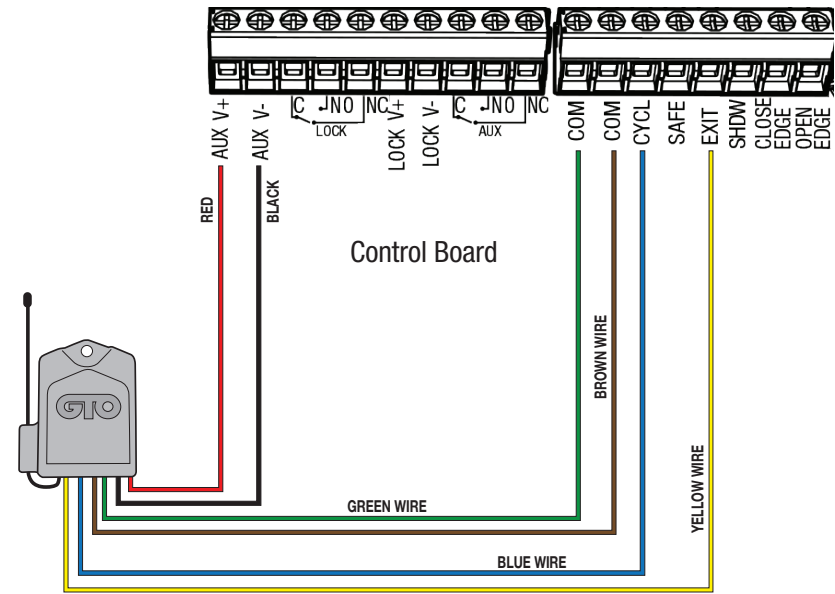 AUX V+
AUX V-
C NO NC
LOCK
LOCK V+
LOCK V-
C NO NC
AUX
COM
COM
CYCL
SAFE
EXIT
SHDW
CLOSE
EDGE
OPEN
EDGE
RED
BLACK
Control Board
BROWN WIRE
YELLOW WIRE
GTO
GREEN WIRE
BLUE WIRE